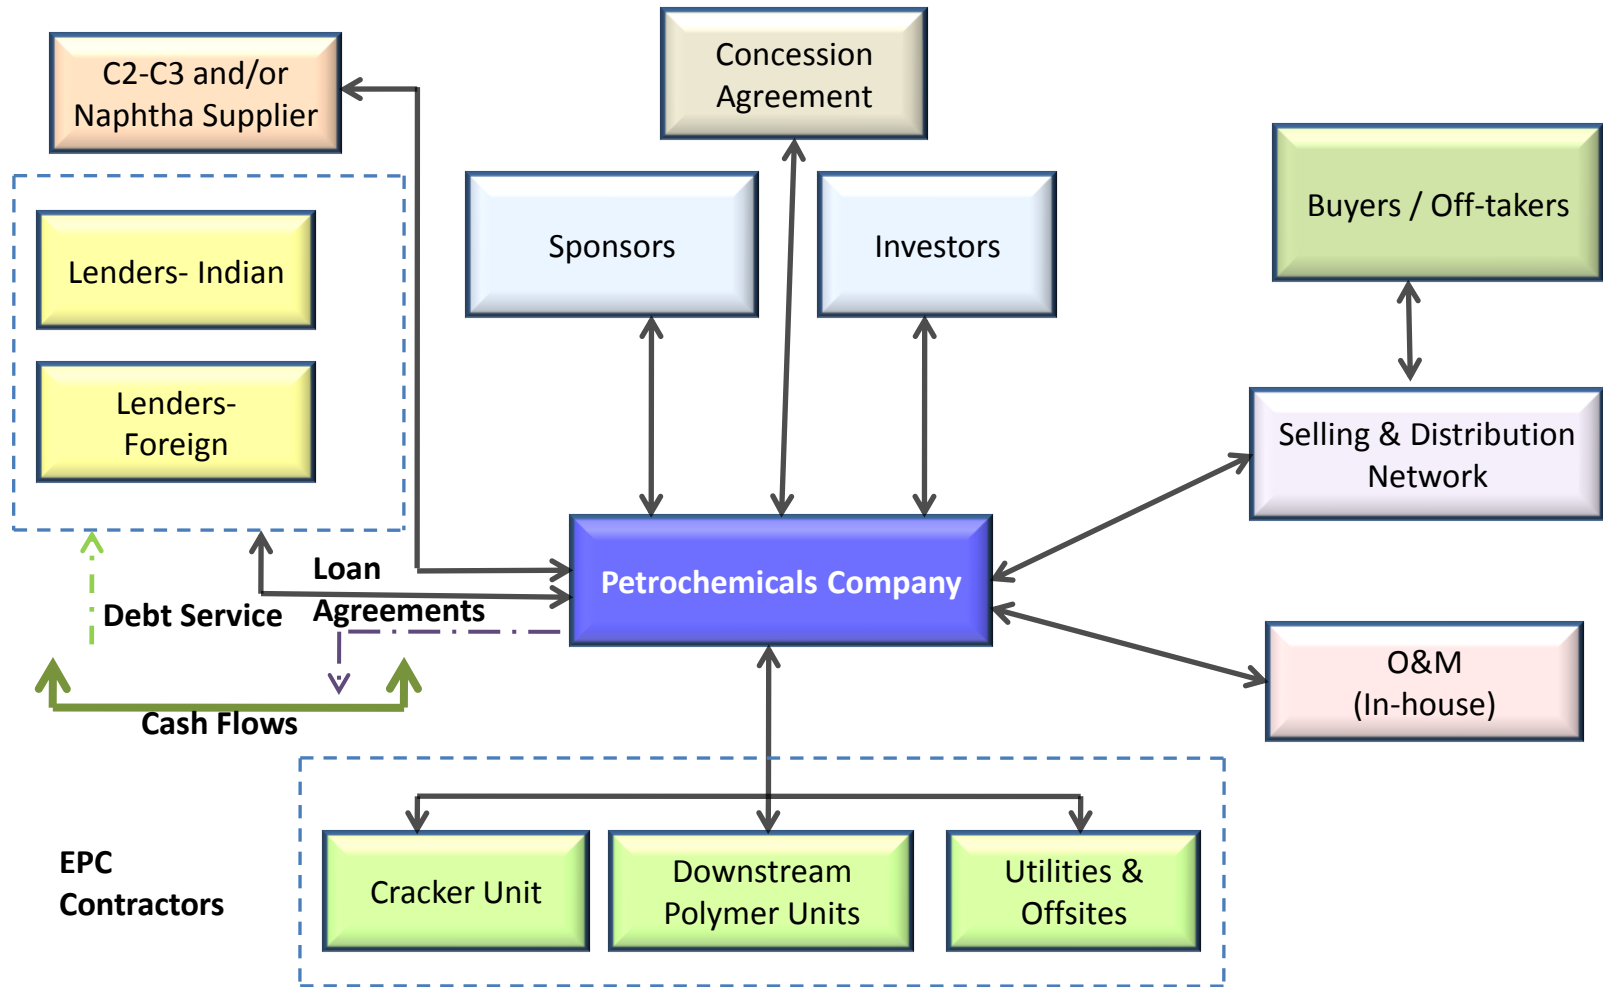 C2-C3 and/or
Naphtha Supplier
Concession
Agreement
Buyers / Off-takers
Sponsors
Investors
Lenders- Indian
Lenders-
Foreign
Selling & Distribution
Network
Loan
Agreements
Debt Service
Petrochemicals Company
O&M
(In-house)
Cash Flows
EPC
Contractors
Cracker Unit
Downstream
Polymer Units
Utilities &
Offsites